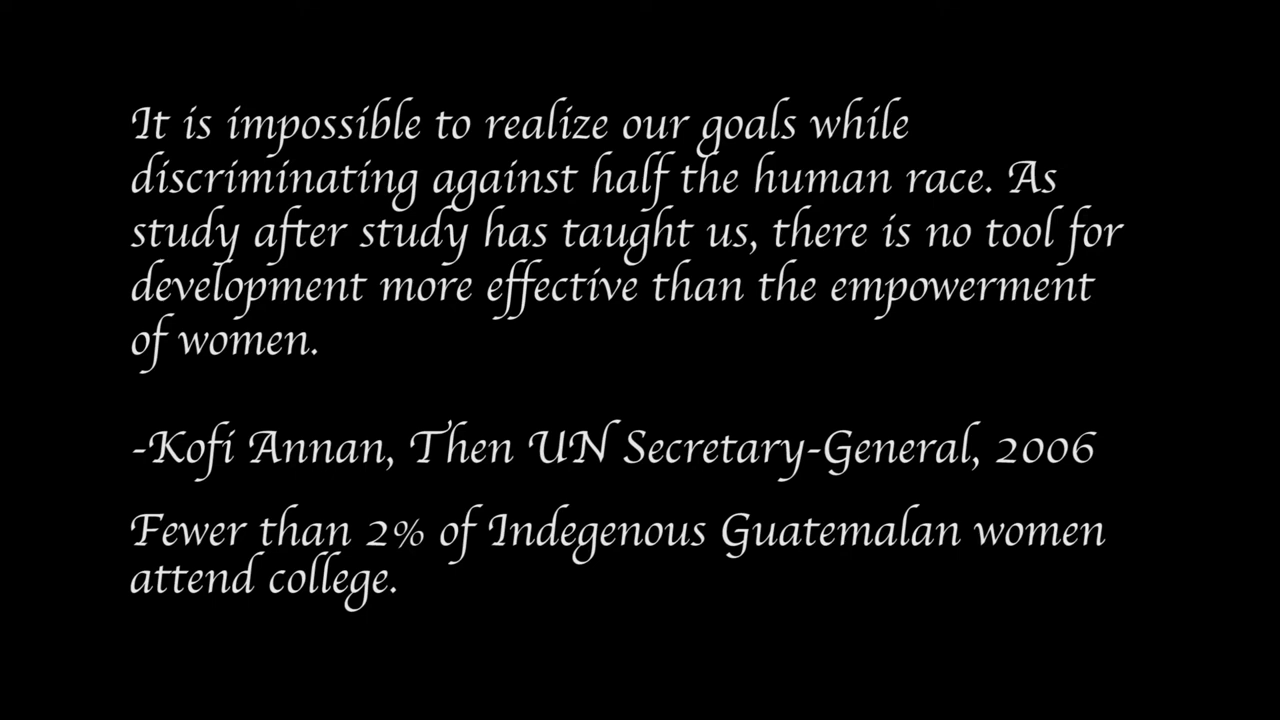 It is impossible to realize our goals while
discriminating against half the human race. As
study after study has taught us, there is no tool for
development more effective than the empowerment
of women.
-Kofi Annan, Then UN Secretary-General, 2006
Fewer than 2% of Indegenous Guatemalan women
attend college.